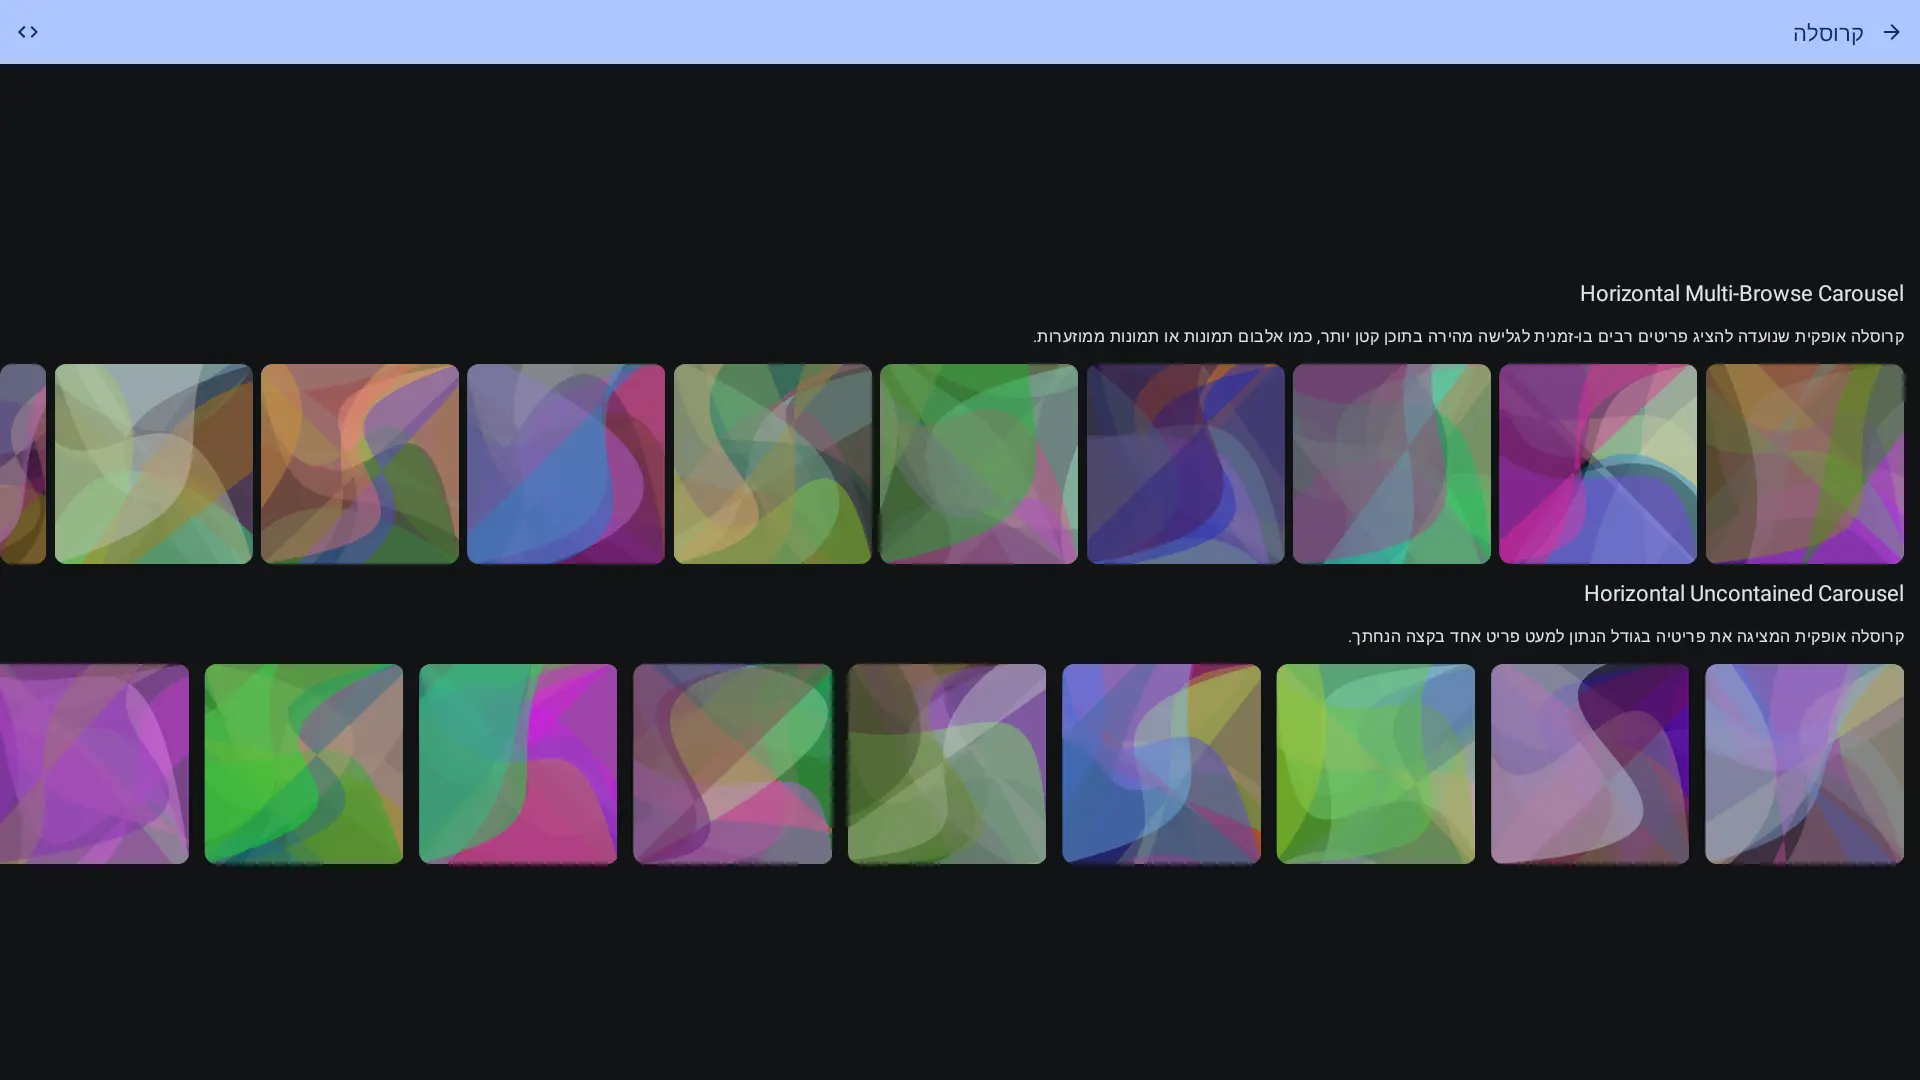 קרוסלה
Horizontal Multi-Browse Carousel
קרוסלה אופקית שנועדה להציג פריטים רבים בו-זמנית לגלישה מהירה בתוכן קטן יותר, כמו אלבום תמונות או תמונות ממוזערות.
Horizontal Uncontained Carousel
קרוסלה אופקית המציגה את פריטיה בגודל הנתון למעט פריט אחד בקצה הנחתך.